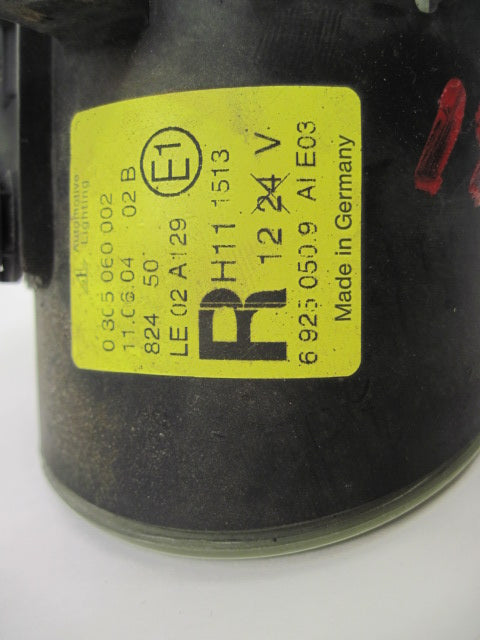 AL Automotive
Lighting
0 305 060 002
11.06.04 02 B
824 50
LE 02 A129 E1
R H11 1513
12 24 V
6 925 050.9 AI E03
Made in Germany